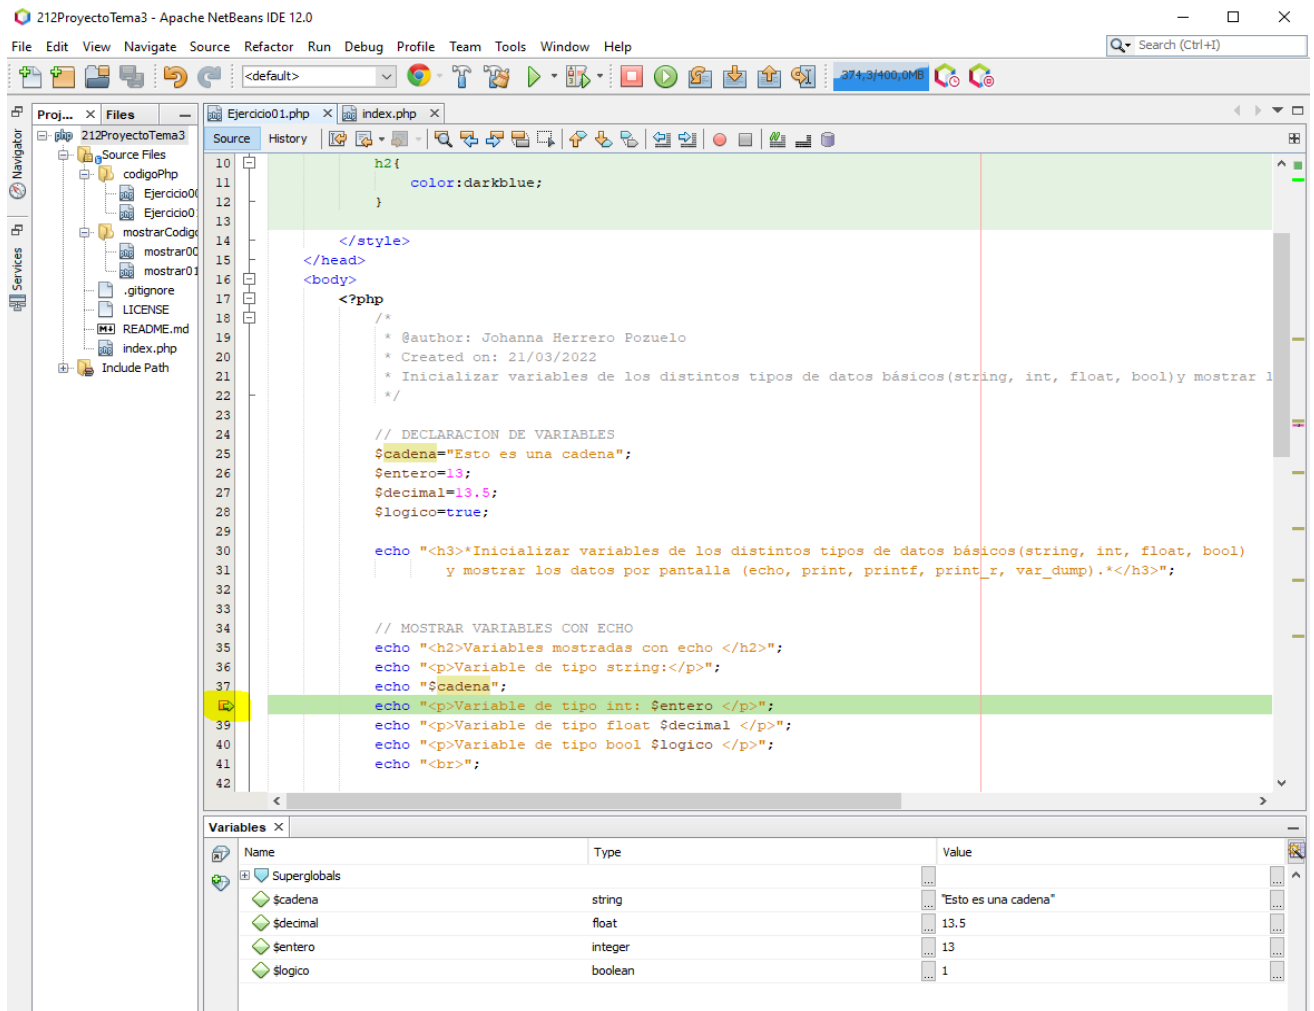 212ProyectoTema3 - Apache NetBeans IDE 12.0
File Edit View Navigate Source Refactor Run Debug Profile Team Tools Window Help
Search (Ctrl+I)
<default>
374,3/400,0MB
Proj... Files
Navigator
Services
212ProyectoTema3
Source Files
codigoPhp
Ejercicio00
Ejercicio0
mostrarCodigo
mostrar00
mostrar01
.gitignore
LICENSE
README.md
index.php
Include Path
Ejercicio01.php index.php
Source History
10 h2{
11 color:darkblue;
12 }
13
14 </style>
15 </head>
16 <body>
17 <?php
18 /*
19 * @author: Johanna Herrero Pozuelo
20 * Created on: 21/03/2022
21 * Inicializar variables de los distintos tipos de datos básicos(string, int, float, bool)y mostrar l
22 */
23
24 // DECLARACION DE VARIABLES
25 $cadena="Esto es una cadena";
26 $entero=13;
27 $decimal=13.5;
28 $logico=true;
29
30 echo "<h3>*Inicializar variables de los distintos tipos de datos básicos(string, int, float, bool)
31 y mostrar los datos por pantalla (echo, print, printf, print_r, var_dump).*</h3>";
32
33
34 // MOSTRAR VARIABLES CON ECHO
35 echo "<h2>Variables mostradas con echo </h2>";
36 echo "<p>Variable de tipo string:</p>";
37 echo "$cadena";
echo "<p>Variable de tipo int: $entero </p>";
39 echo "<p>Variable de tipo float $decimal </p>";
40 echo "<p>Variable de tipo bool $logico </p>";
41 echo "<br>";
42
Variables
Name Type Value
Superglobals
$cadena string "Esto es una cadena"
$decimal float 13.5
$entero integer 13
$logico boolean 1